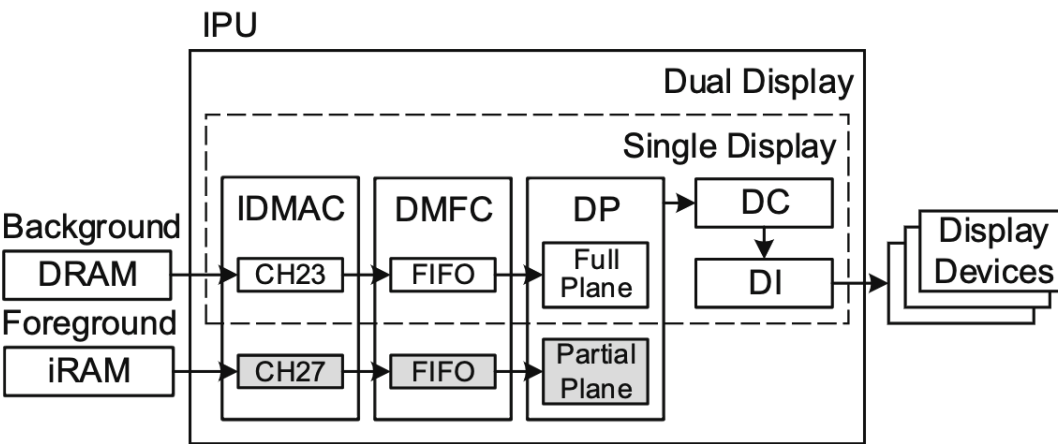 IPU
Dual Display
Single Display
IDMAC
DMFC
DP
DC
Background
DRAM
CH23
FIFO
Full
Plane
DI
Display
Devices
Foreground
iRAM
CH27
FIFO
Partial
Plane